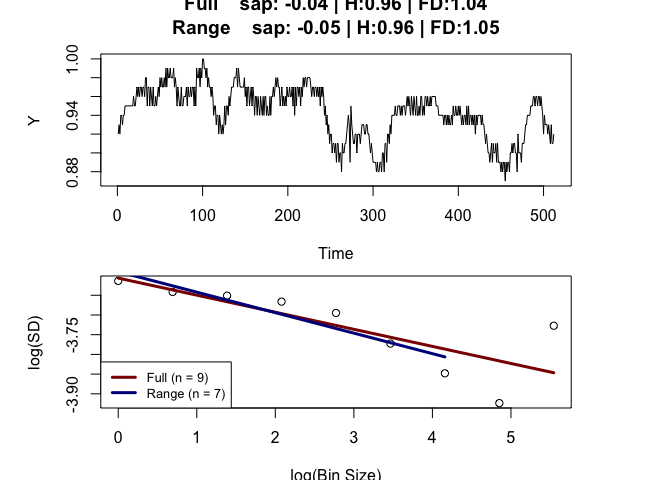 Full sap: -0.04 | H:0.96 | FD:1.04
Range sap: -0.05 | H:0.96 | FD:1.05
Y
1.00
0.94
0.88
0 100 200 300 400 500
Time
log(SD)
-3.75
-3.90
Full (n = 9)
Range (n = 7)
0 1 2 3 4 5
log(Bin Size)